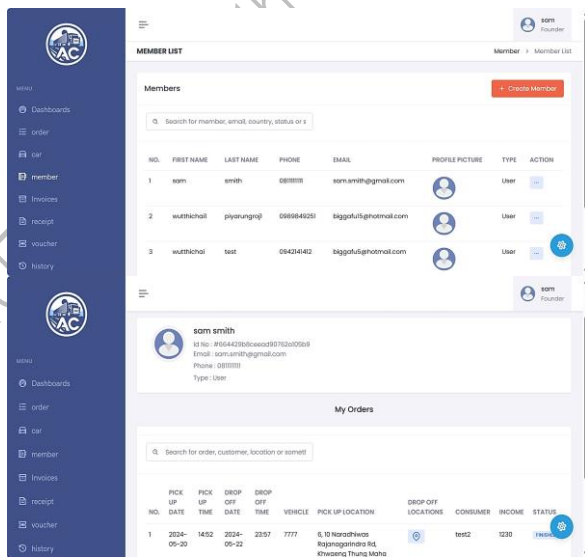 AC
sam
Founder
MEMBER LIST
Member > Member List
MENU
Members
+ Create Member
Dashboards
Search for member, email, country, status or s
order
car
NO. FIRST NAME LAST NAME PHONE EMAIL PROFILE PICTURE TYPE ACTION
member
1 sam smith 0811111111 sam.smith@gmail.com User ...
Invoices
receipt
2 wutthichaii piyarungroj1 0989849251 biggaful5@hotmail.com User ...
voucher
history
3 wutthichai test 0942141412 biggafu5@hotmail.com User ...
AC
sam
Founder
sam smith
Email : sam.smith@gmail.com
Phone : 0811111111
Type : User
MENU
Dashboards
My Orders
order
car
Search for order, customer, location or someti
member
Invoices
receipt
NO. PICK UP DATE PICK UP TIME DROP OFF DATE DROP OFF TIME VEHICLE PICK UP LOCATION DROP OFF LOCATIONS CONSUMER INCOME STATUS
voucher
1 2024-05-20 14:52 2024-05-22 23:57 7777 6, 10 Naradhiwas test2 1230 FINISHED
Rajanagarindra Rd,
Khwaeng Thung Maha
history